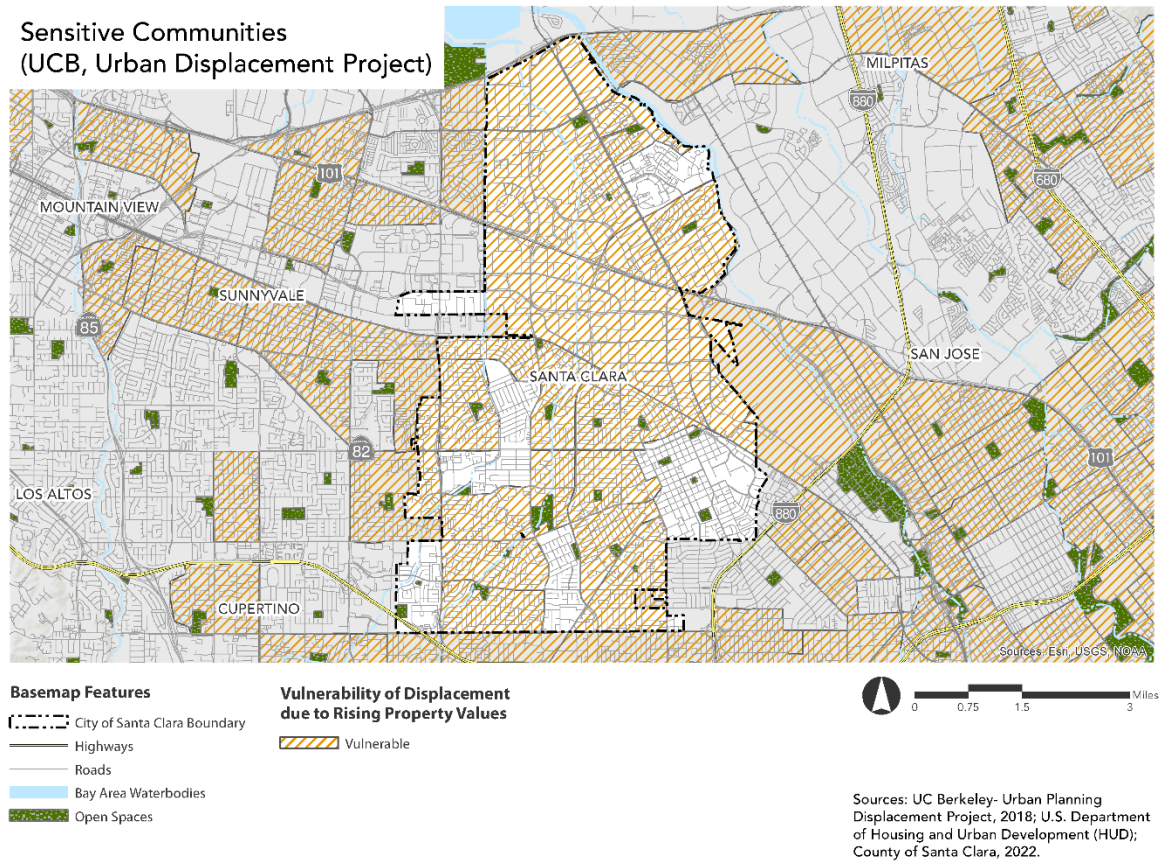 Sensitive Communities
(UCB, Urban Displacement Project)
MILPITAS
880
101
680
MOUNTAIN VIEW
SUNNYVALE
85
SAN JOSE
SANTA CLARA
82
101
LOS ALTOS
880
CUPERTINO
Sources: Esri, USGS, NOAA
Basemap Features
City of Santa Clara Boundary
Highways
Roads
Bay Area Waterbodies
Open Spaces
Vulnerability of Displacement
due to Rising Property Values
Vulnerable
Miles
0 0.75 1.5 3
Sources: UC Berkeley- Urban Planning
Displacement Project, 2018; U.S. Department
of Housing and Urban Development (HUD);
County of Santa Clara, 2022.